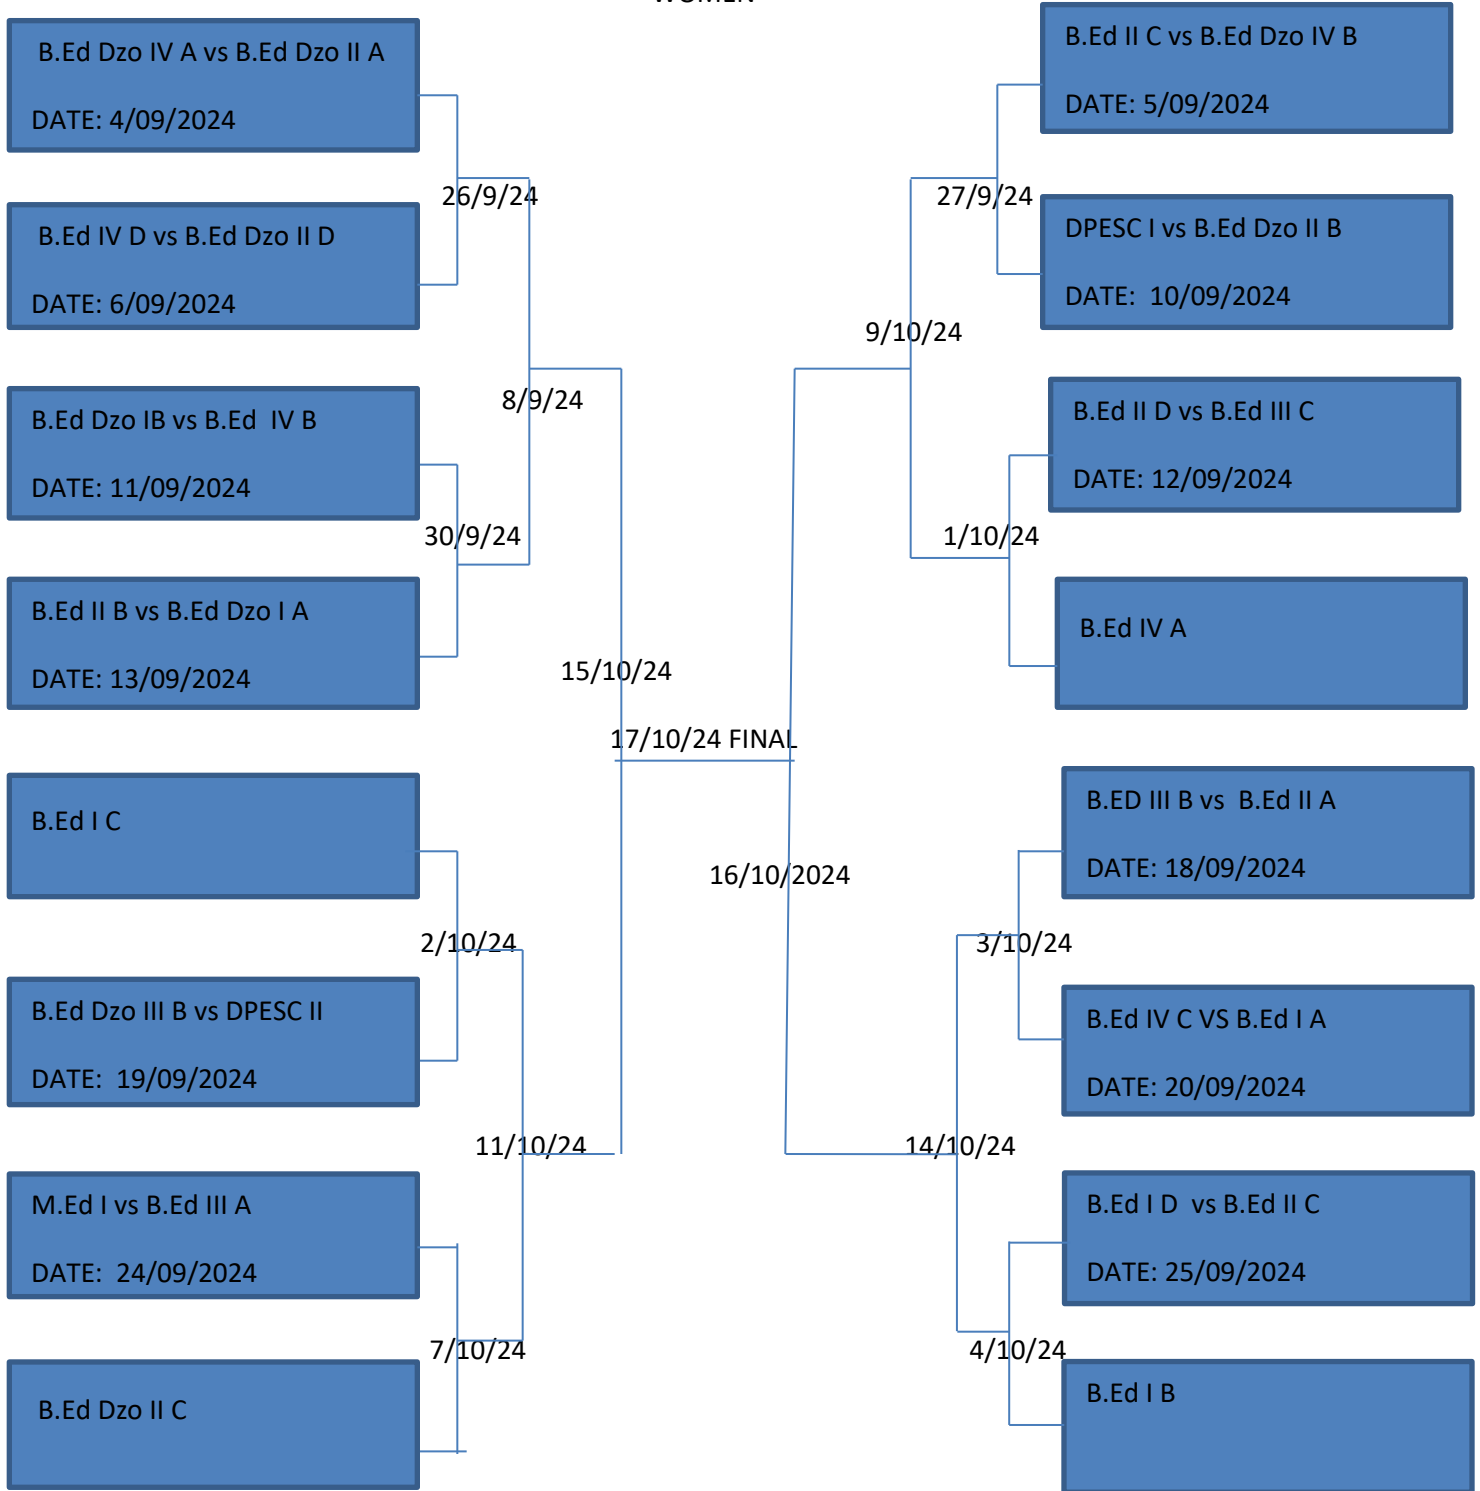 WOMEN
B.Ed Dzo IV A vs B.Ed Dzo II A
DATE: 4/09/2024
26/9/24
B.Ed IV D vs B.Ed Dzo II D
DATE: 6/09/2024
8/9/24
B.Ed Dzo IB vs B.Ed IV B
DATE: 11/09/2024
30/9/24
B.Ed II B vs B.Ed Dzo I A
DATE: 13/09/2024
15/10/24
B.Ed I C
2/10/24
B.Ed Dzo III B vs DPESC II
DATE: 19/09/2024
11/10/24
M.Ed I vs B.Ed III A
DATE: 24/09/2024
7/10/24
B.Ed Dzo II C
17/10/24 FINAL
B.Ed II C vs B.Ed Dzo IV B
DATE: 5/09/2024
27/9/24
DPESC I vs B.Ed Dzo II B
DATE: 10/09/2024
9/10/24
B.Ed II D vs B.Ed III C
DATE: 12/09/2024
1/10/24
B.Ed IV A
16/10/2024
B.ED III B vs B.Ed II A
DATE: 18/09/2024
3/10/24
B.Ed IV C VS B.Ed I A
DATE: 20/09/2024
14/10/24
B.Ed I D vs B.Ed II C
DATE: 25/09/2024
4/10/24
B.Ed I B